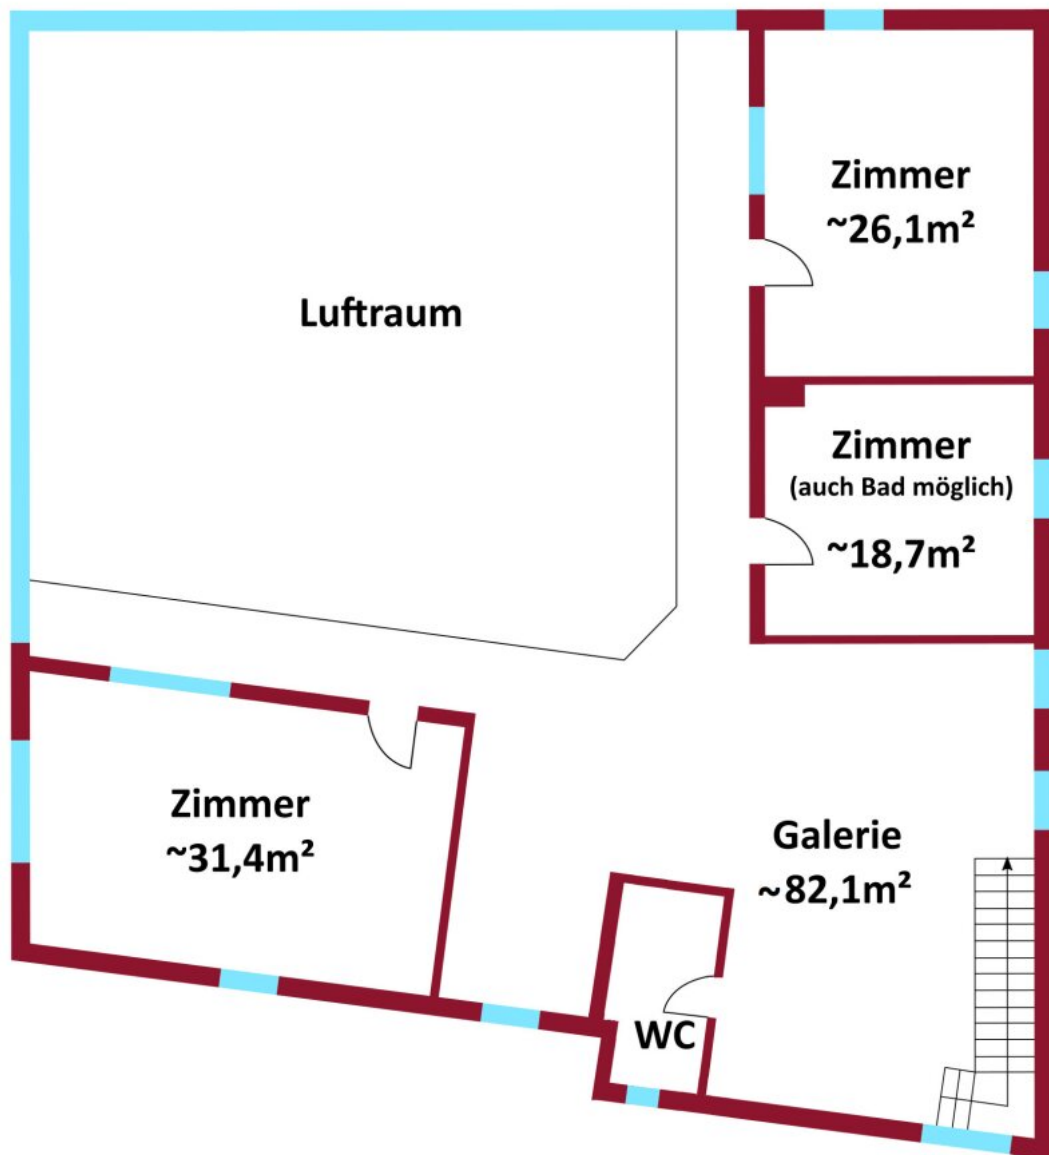 Zimmer
~26,1m²
Luftraum
Zimmer
(auch Bad möglich)
~18,7m²
Zimmer
~31,4m²
Galerie
~82,1m²
WC